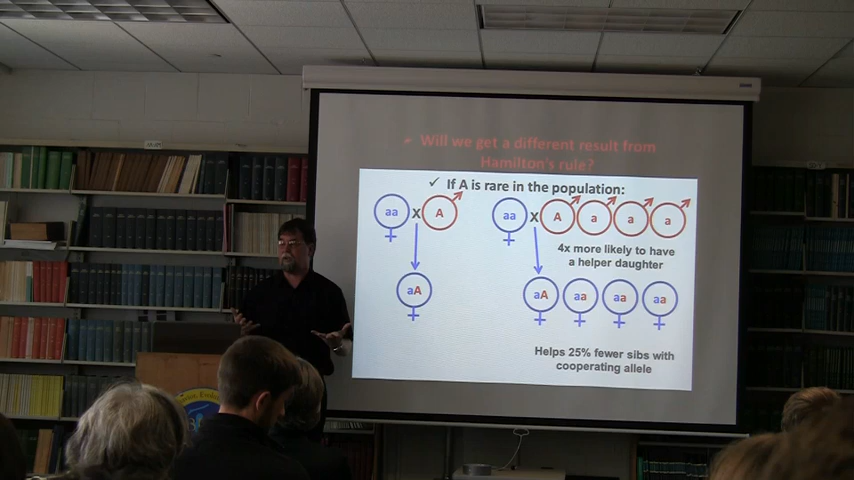 • Will we get a different result from
Hamilton's rule?
✓ If A is rare in the population:
aa x A
aa x A a a a
4x more likely to have
a helper daughter
aA
aA aa aa aa
Helps 25% fewer sibs with
cooperating allele